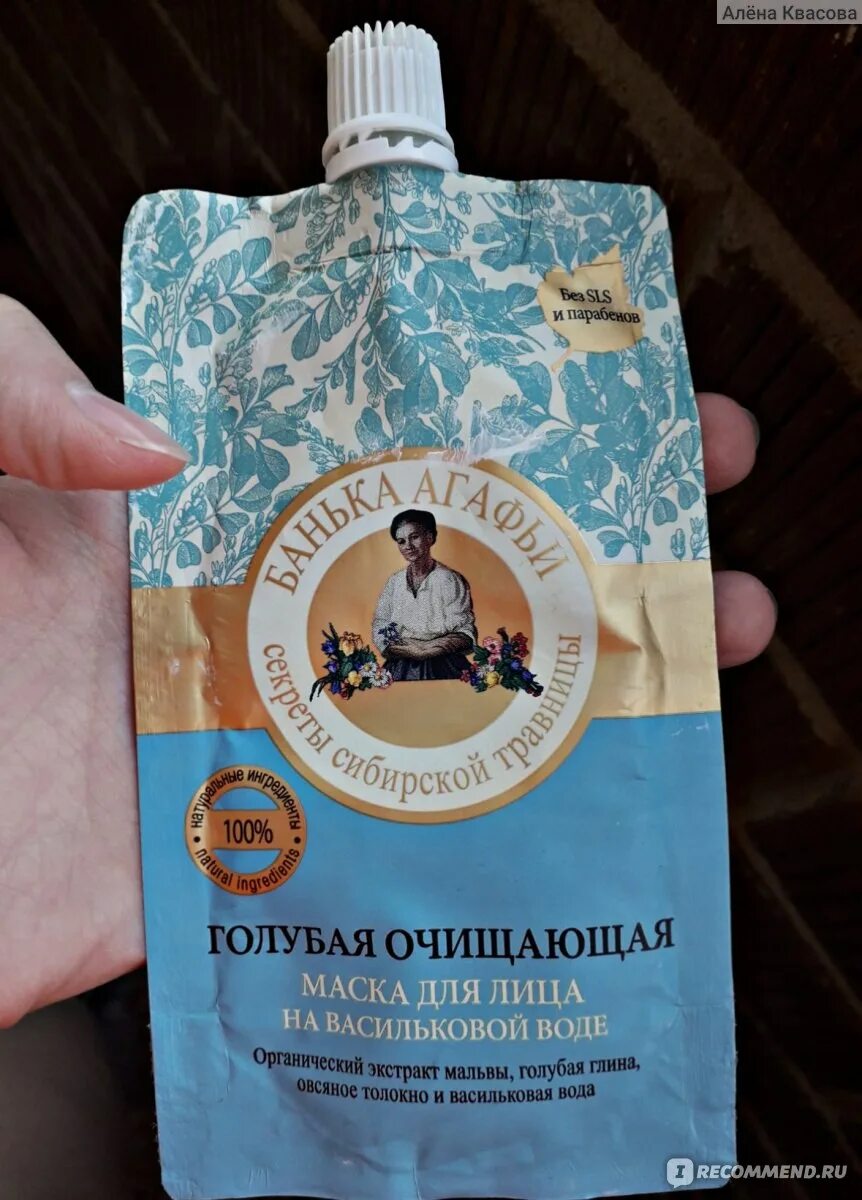 Алёна Квасова
Без SLS
и парабенов
БАНЬКА АГАФЬИ
секреты сибирской травницы
натуральные ингредиенты
100%
natural ingredients
ГОЛУБАЯ ОЧИЩАЮЩАЯ
МАСКА ДЛЯ ЛИЦА
НА ВАСИЛЬКОВОЙ ВОДЕ
Органический экстракт мальвы, голубая глина,
овсяное толокно и васильковая вода
IRECOMMEND.RU